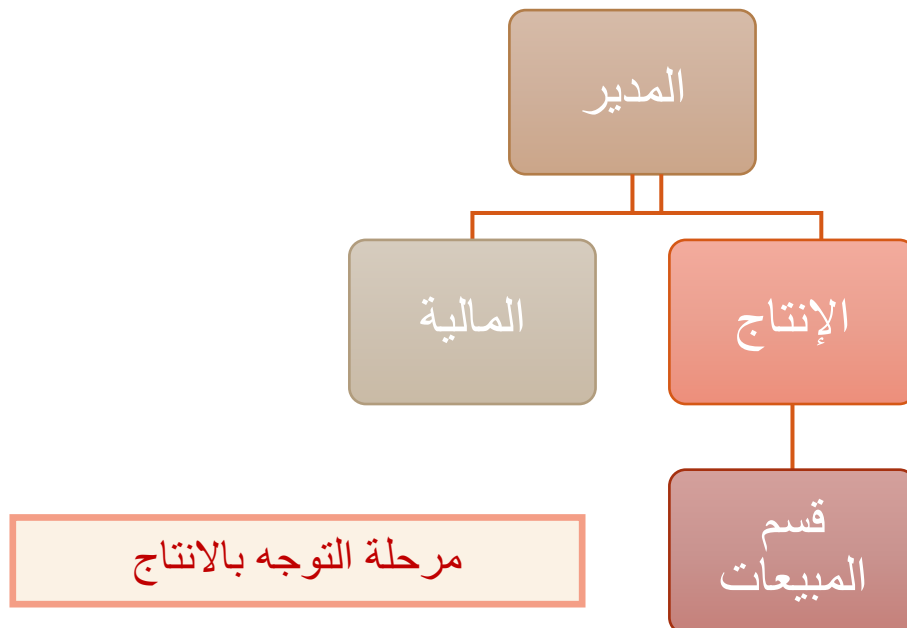 المدير
الإنتاج
المالية
قسم
المبيعات
مرحلة التوجه بالانتاج